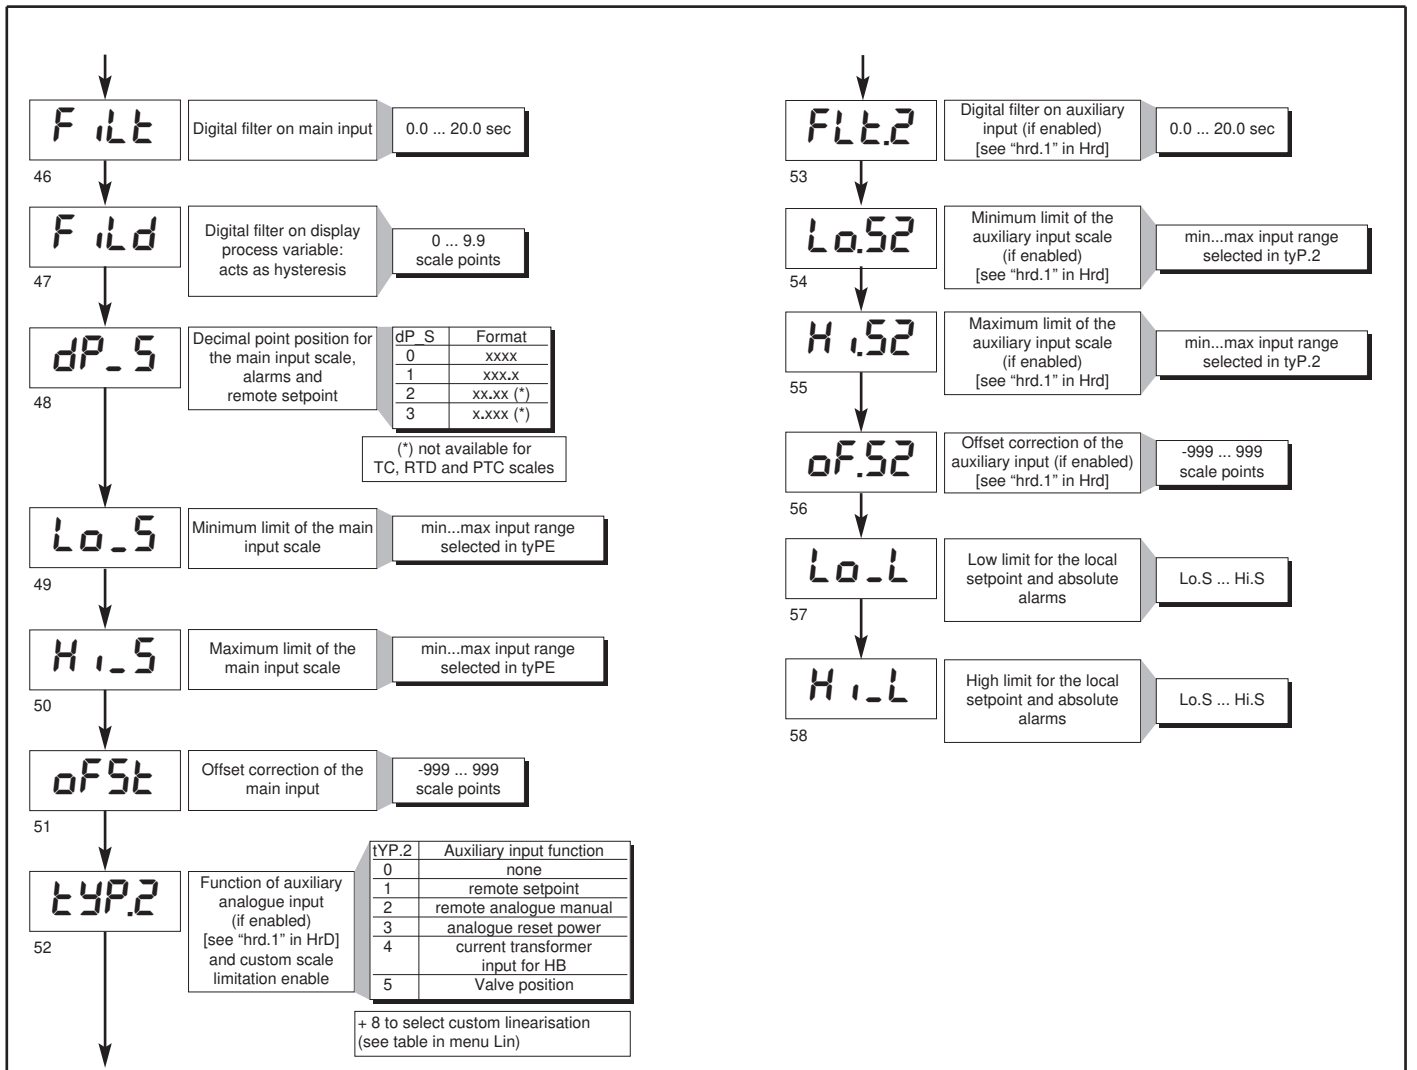 FiLt
Digital filter on main input
0.0 ... 20.0 sec
46
FiLd
Digital filter on display
process variable:
acts as hysteresis
0 ... 9.9
scale points
47
dP_S
Decimal point position for
the main input scale,
alarms and
remote setpoint
dP_S Format
0 xxxx
1 xxx.x
2 xx.xx (*)
3 x.xxx (*)
48
(*) not available for
TC, RTD and PTC scales
Lo_S
Minimum limit of the main
input scale
min...max input range
selected in tyPE
49
Hi_S
Maximum limit of the
main input scale
min...max input range
selected in tyPE
50
oFSt
Offset correction of the
main input
-999 ... 999
scale points
51
tYP.2
Function of auxiliary
analogue input
(if enabled)
[see “hrd.1” in HrD]
and custom scale
limitation enable
tYP.2 Auxiliary input function
0 none
1 remote setpoint
2 remote analogue manual
3 analogue reset power
4 current transformer
input for HB
5 Valve position
52
+ 8 to select custom linearisation
(see table in menu Lin)
FLt.2
Digital filter on auxiliary
input (if enabled)
[see “hrd.1” in Hrd]
0.0 ... 20.0 sec
53
Lo.S2
Minimum limit of the
auxiliary input scale
(if enabled)
[see “hrd.1” in Hrd]
min...max input range
selected in tyP.2
54
Hi.S2
Maximum limit of the
auxiliary input scale
(if enabled)
[see “hrd.1” in Hrd]
min...max input range
selected in tyP.2
55
oF.S2
Offset correction of the
auxiliary input (if enabled)
[see “hrd.1” in Hrd]
-999 ... 999
scale points
56
Lo_L
Low limit for the local
setpoint and absolute
alarms
Lo.S ... Hi.S
57
Hi_L
High limit for the local
setpoint and absolute
alarms
Lo.S ... Hi.S
58